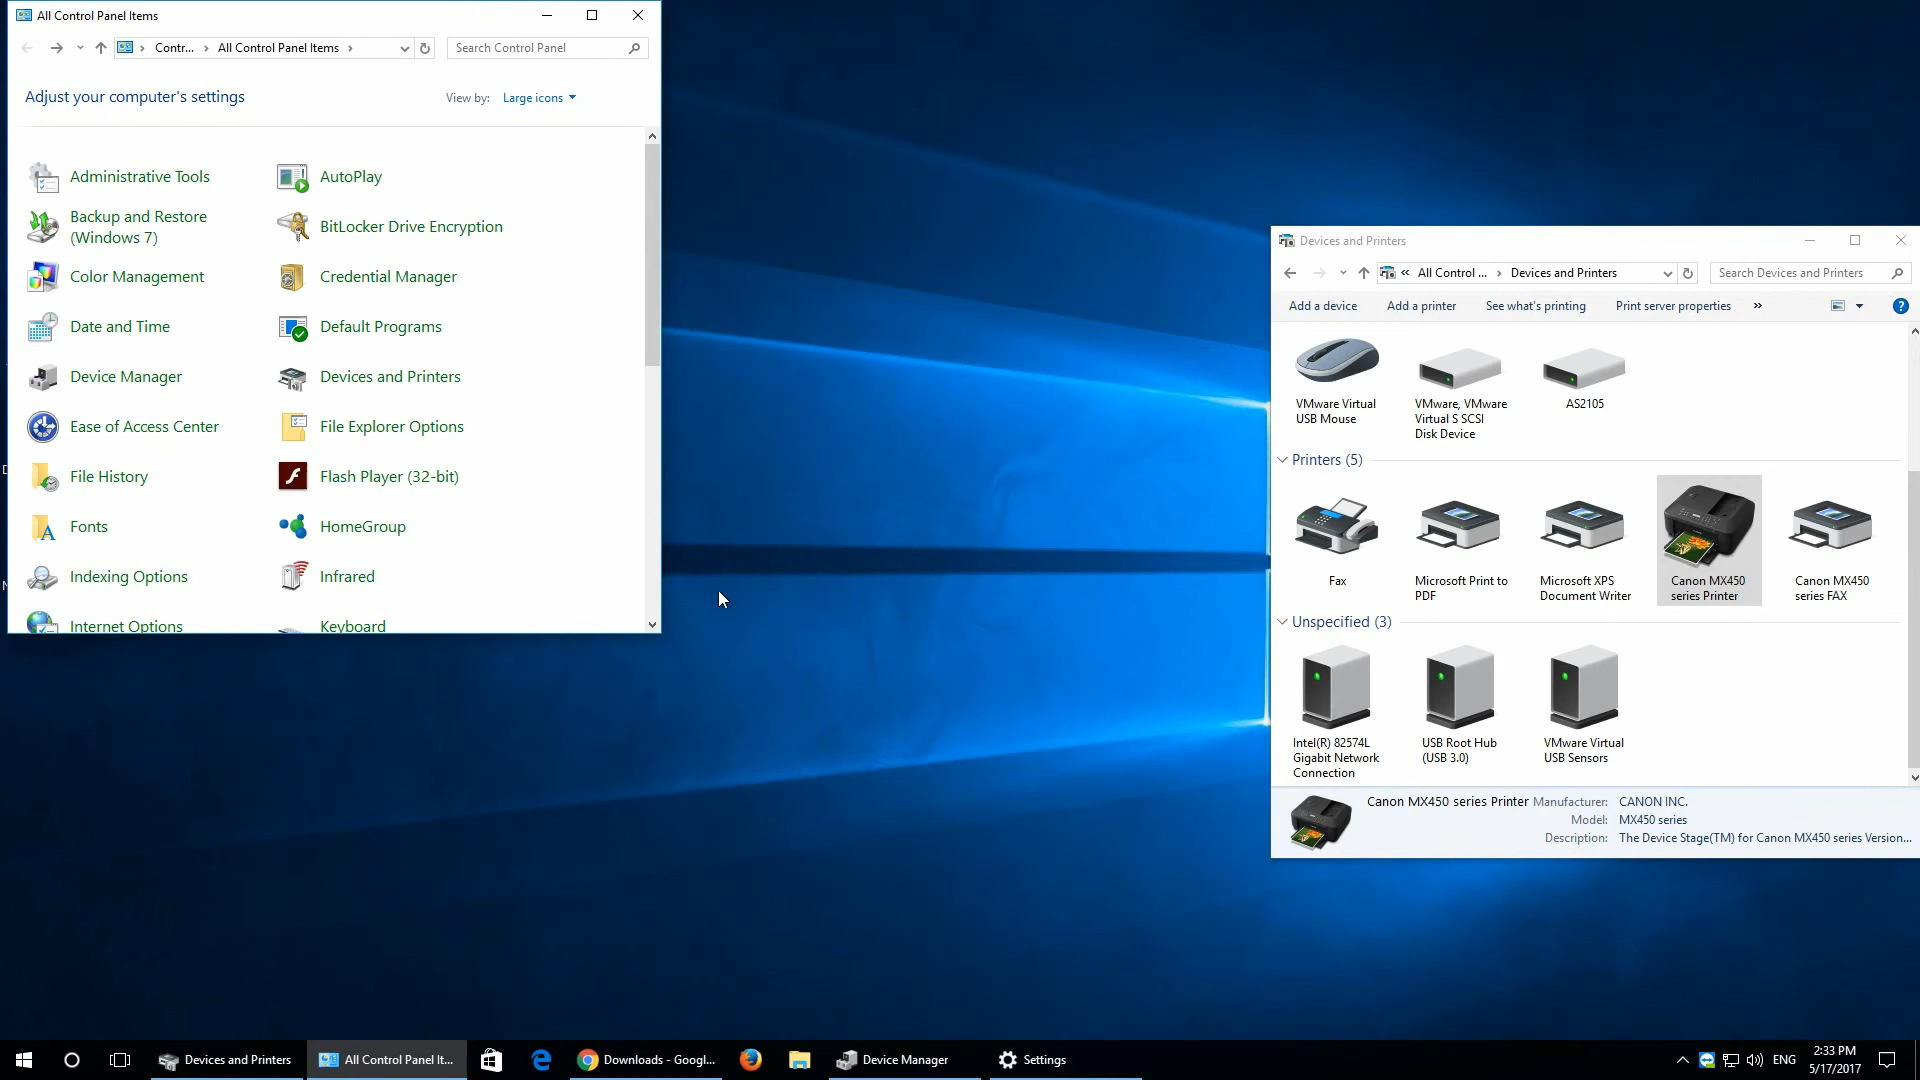 All Control Panel Items
Contr...
All Control Panel Items
Search Control Panel
Adjust your computer's settings
View by:
Large icons
Administrative Tools
AutoPlay
Backup and Restore
(Windows 7)
BitLocker Drive Encryption
Color Management
Credential Manager
Date and Time
Default Programs
Device Manager
Devices and Printers
Ease of Access Center
File Explorer Options
File History
Flash Player (32-bit)
Fonts
HomeGroup
Indexing Options
Infrared
Internet Options
Keyboard
Devices and Printers
« All Control ...
Devices and Printers
Search Devices and Printers
Add a device
Add a printer
See what's printing
Print server properties
»
VMware Virtual
USB Mouse
VMware, VMware
Virtual S SCSI
Disk Device
AS2105
Printers (5)
Fax
Microsoft Print to
PDF
Microsoft XPS
Document Writer
Canon MX450
series Printer
Canon MX450
series FAX
Unspecified (3)
Intel(R) 82574L
Gigabit Network
Connection
USB Root Hub
(USB 3.0)
VMware Virtual
USB Sensors
Canon MX450 series Printer
Manufacturer: CANON INC.
Model: MX450 series
Description: The Device Stage(TM) for Canon MX450 series Version...
Devices and Printers
All Control Panel It...
Downloads - Googl...
Device Manager
Settings
ENG
2:33 PM
5/17/2017